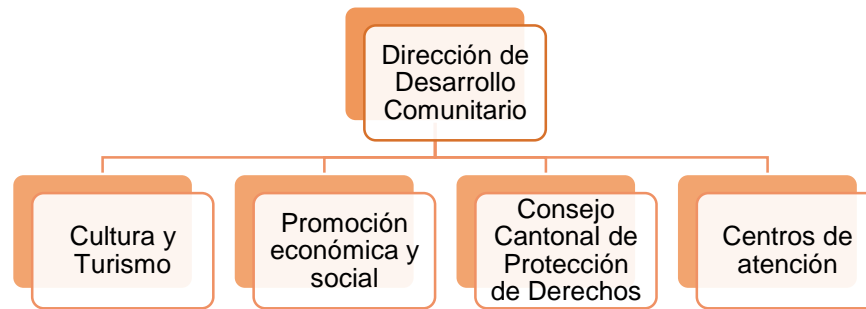 Dirección de
Desarrollo
Comunitario
Cultura y
Turismo
Promoción
económica y
social
Consejo
Cantonal de
Protección
de Derechos
Centros de
atención